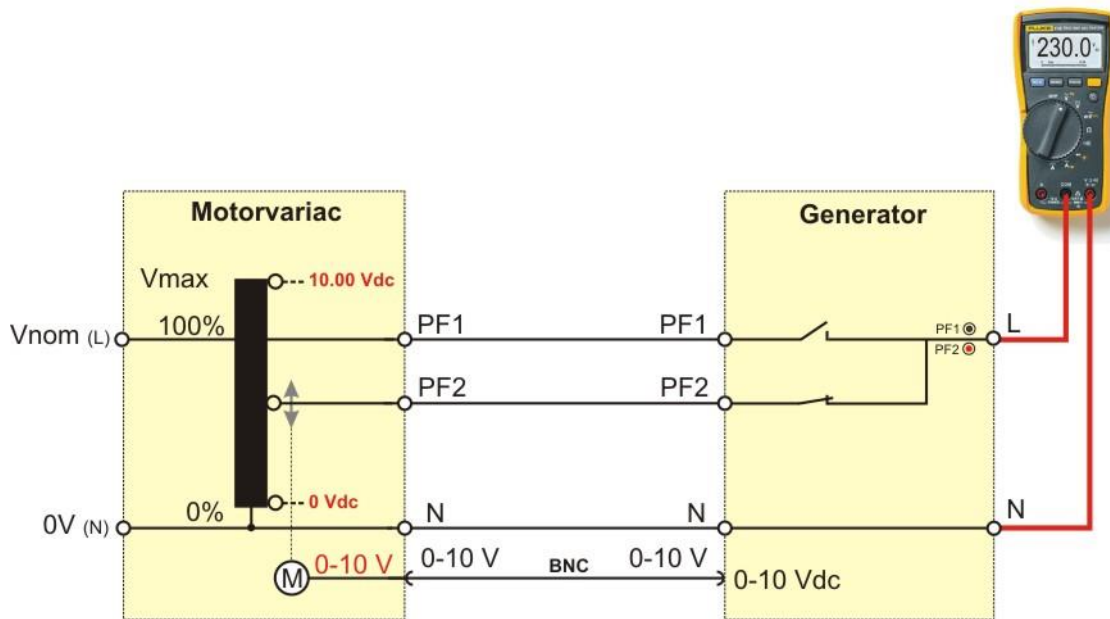 FLUKE
230.0
Motorvariac
Generator
Vmax
10.00 Vdc
Vnom (L)
100%
PF1
PF1
PF1
PF2
L
PF2
PF2
0 Vdc
0V (N)
0%
N
N
N
0-10 V
0-10 V
BNC
0-10 V
0-10 Vdc
M